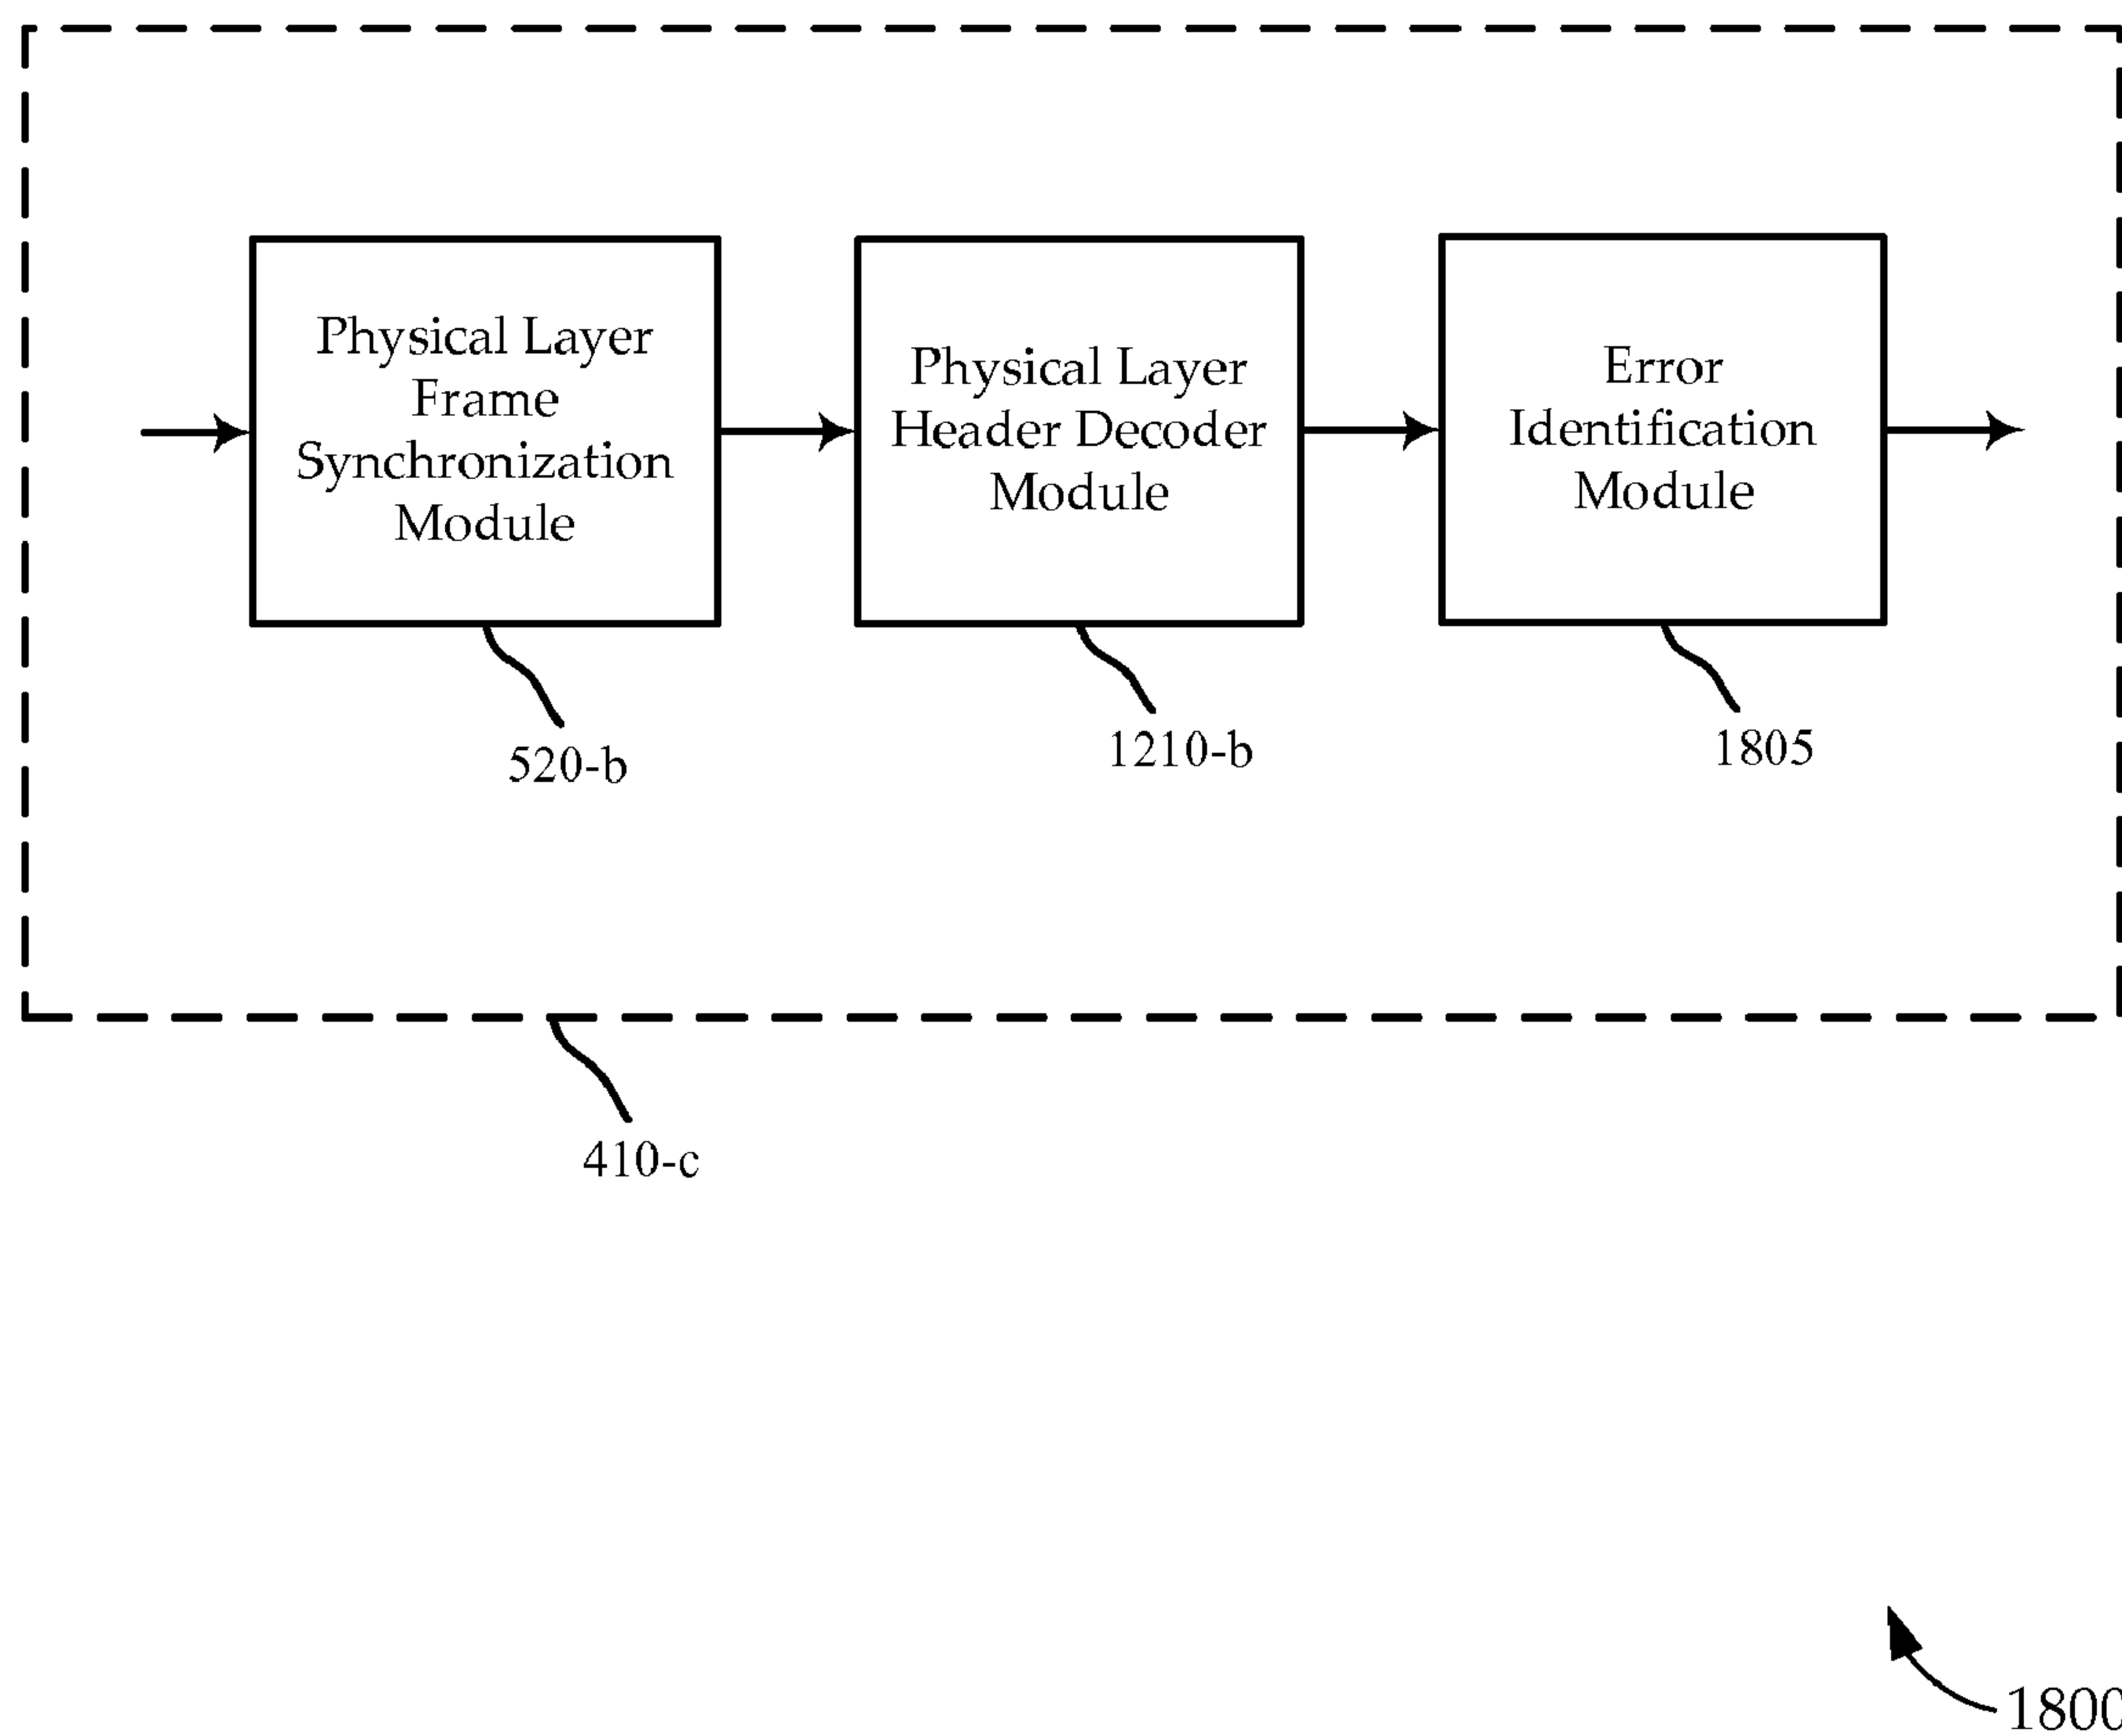 Physical Layer
Frame
Synchronization
Module
Physical Layer
Header Decoder
Module
Error
Identification
Module
520-b
1210-b
1805
410-c
1800